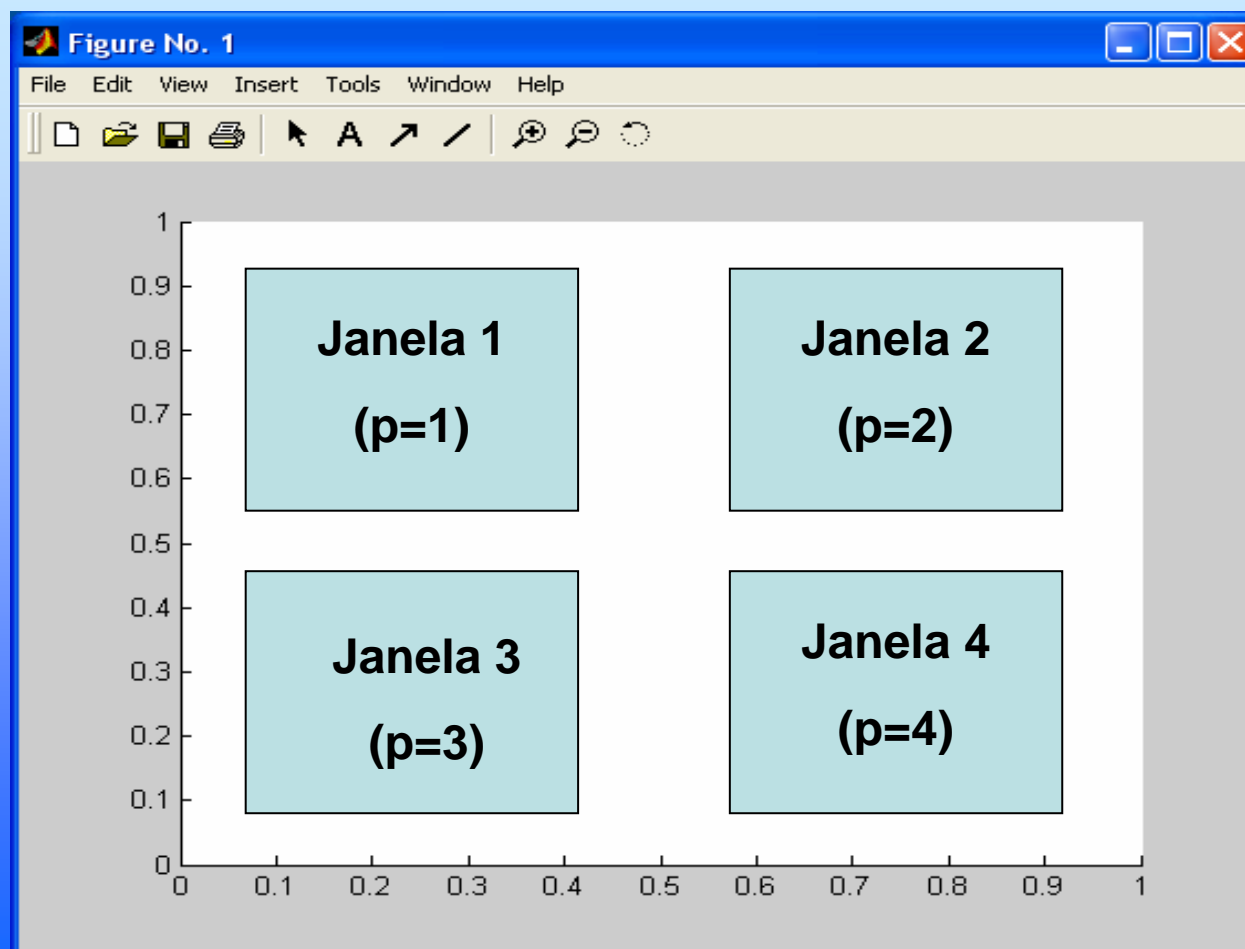 Figure No. 1
File Edit View Insert Tools Window Help
A
1
0.9
0.8
0.7
0.6
0.5
0.4
0.3
0.2
0.1
0
Janela 1
(p=1)
Janela 2
(p=2)
Janela 3
(p=3)
Janela 4
(p=4)
0 0.1 0.2 0.3 0.4 0.5 0.6 0.7 0.8 0.9 1